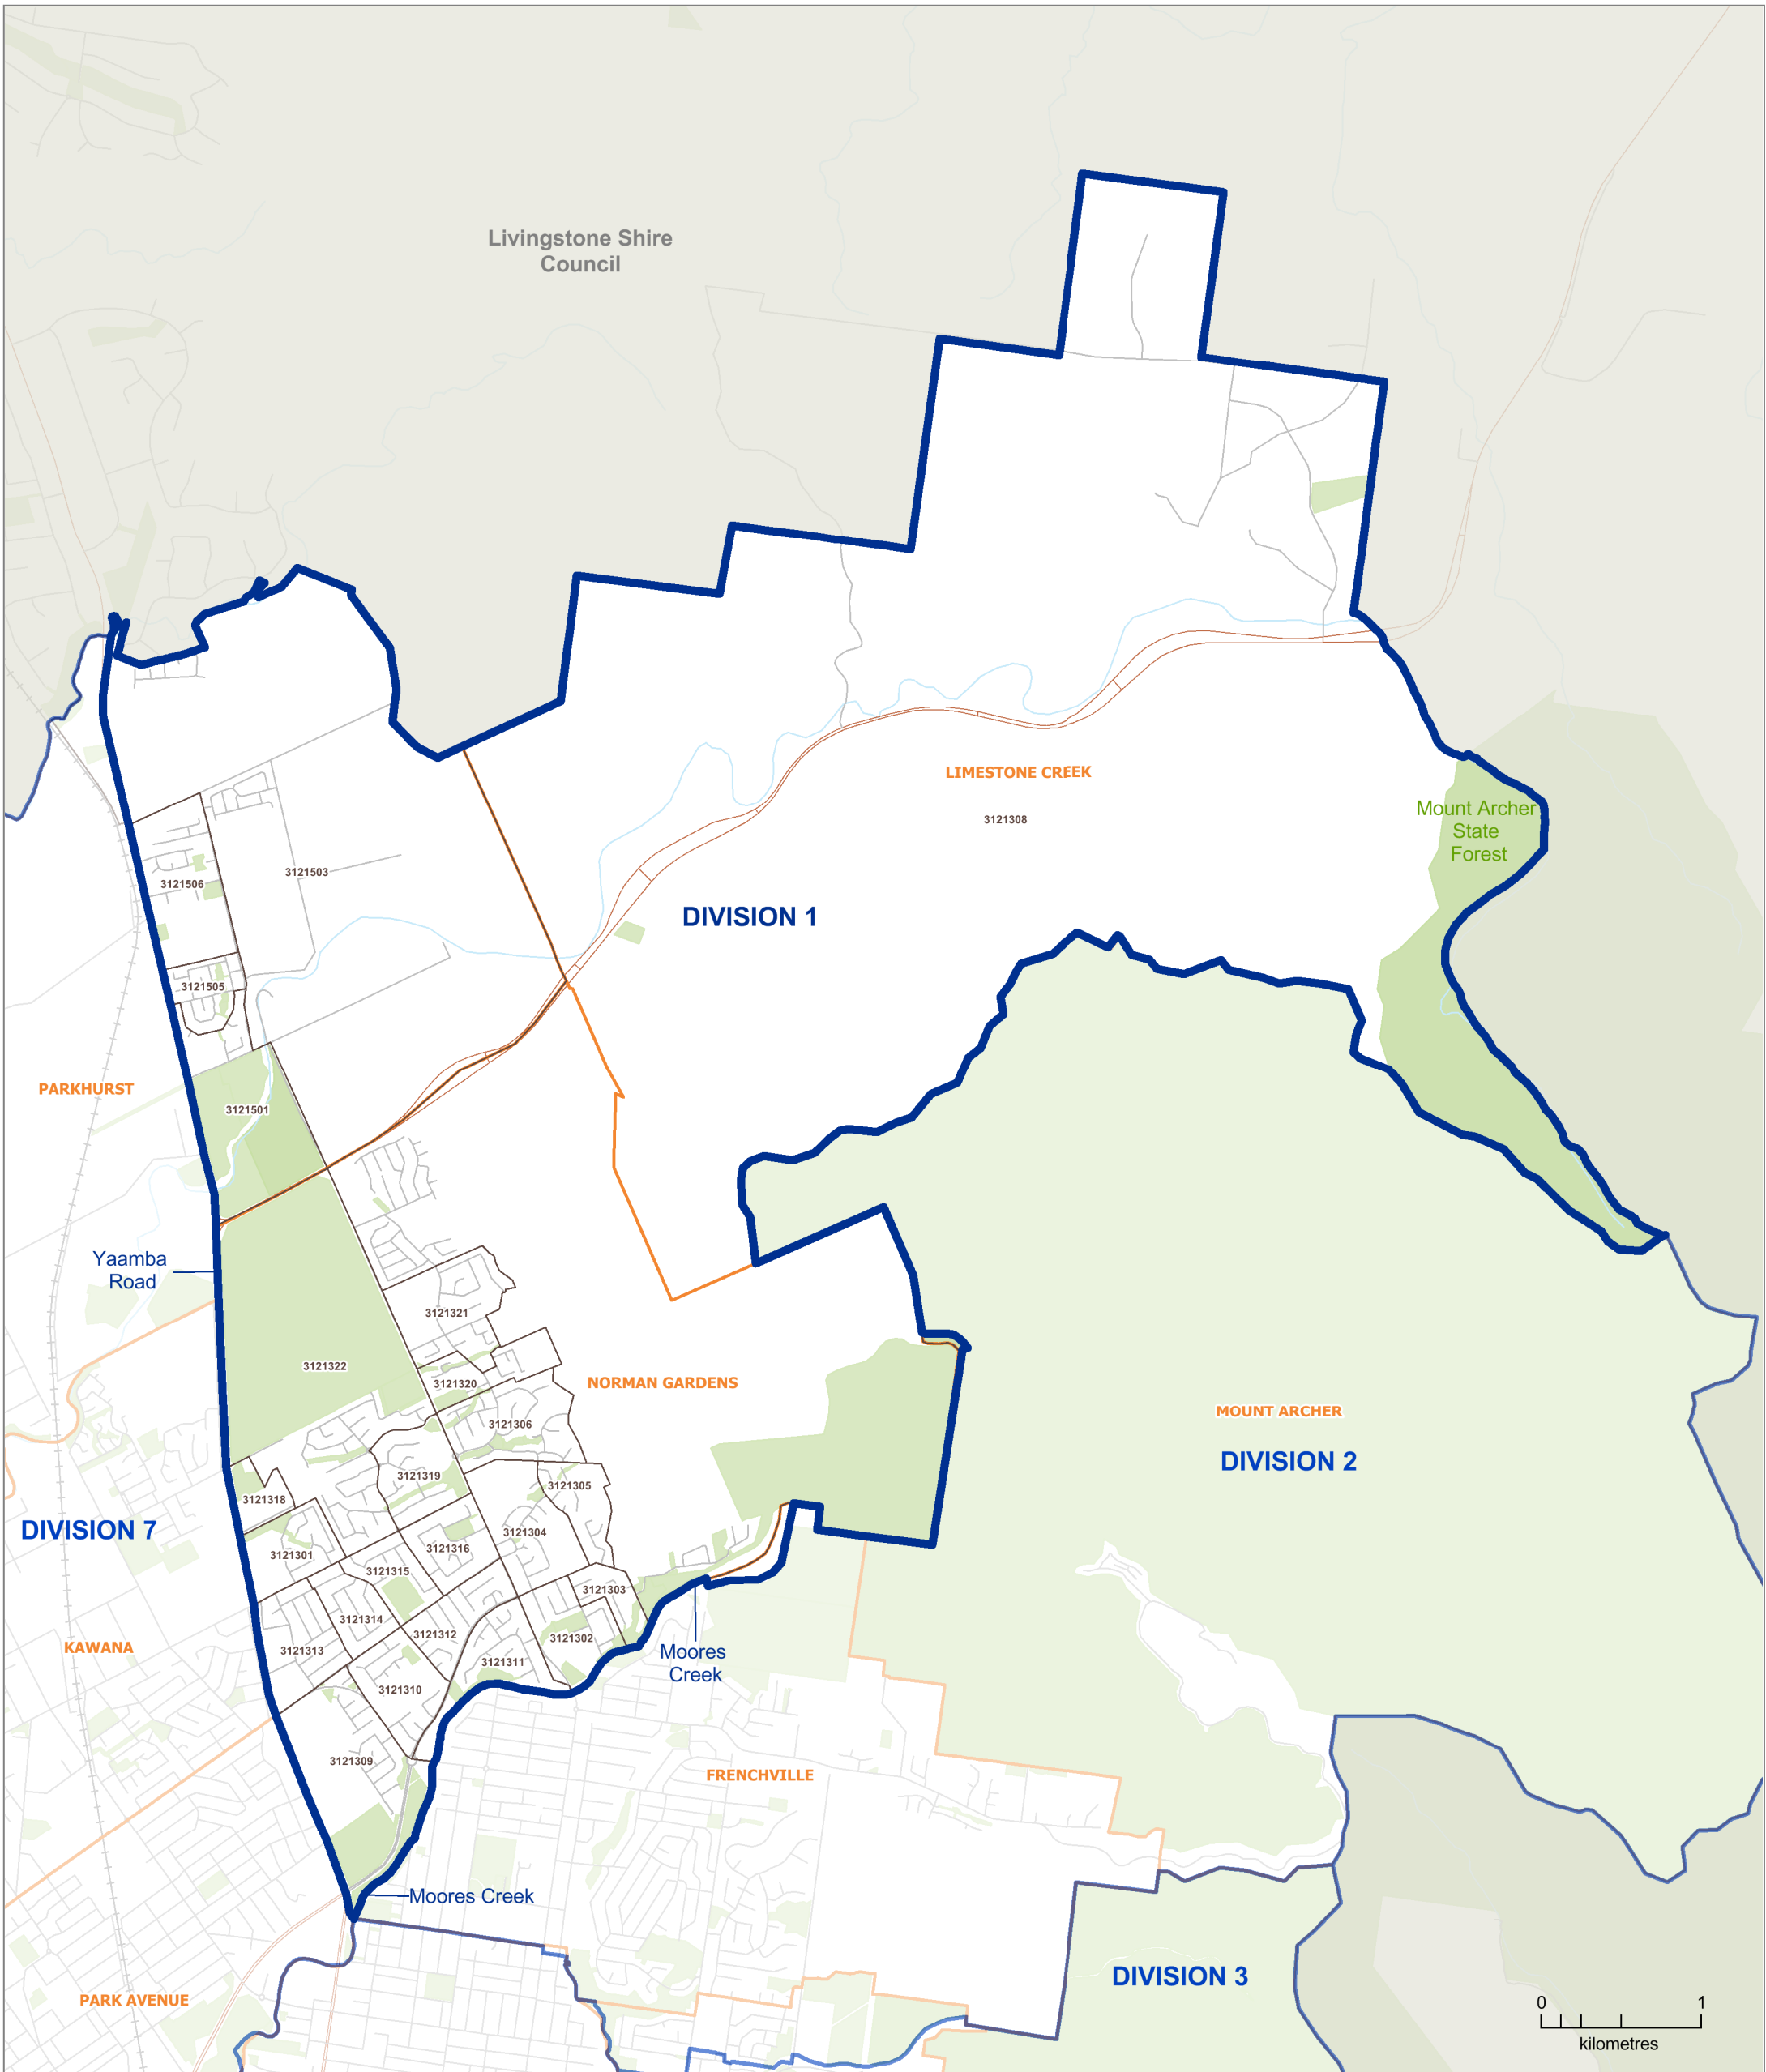 Livingstone Shire
Council
LIMESTONE CREEK
3121308
Mount Archer
State
Forest
3121503
3121506
DIVISION 1
3121505
PARKHURST
3121501
Yaamba
Road
3121321
3121322
3121320
NORMAN GARDENS
MOUNT ARCHER
3121306
DIVISION 2
3121319
3121305
3121318
DIVISION 7
3121304
3121316
3121301
3121315
3121303
3121314
3121312
3121302
KAWANA
3121313
Moores
Creek
3121311
3121310
3121309
FRENCHVILLE
Moores Creek
DIVISION 3
PARK AVENUE
0 1
kilometres